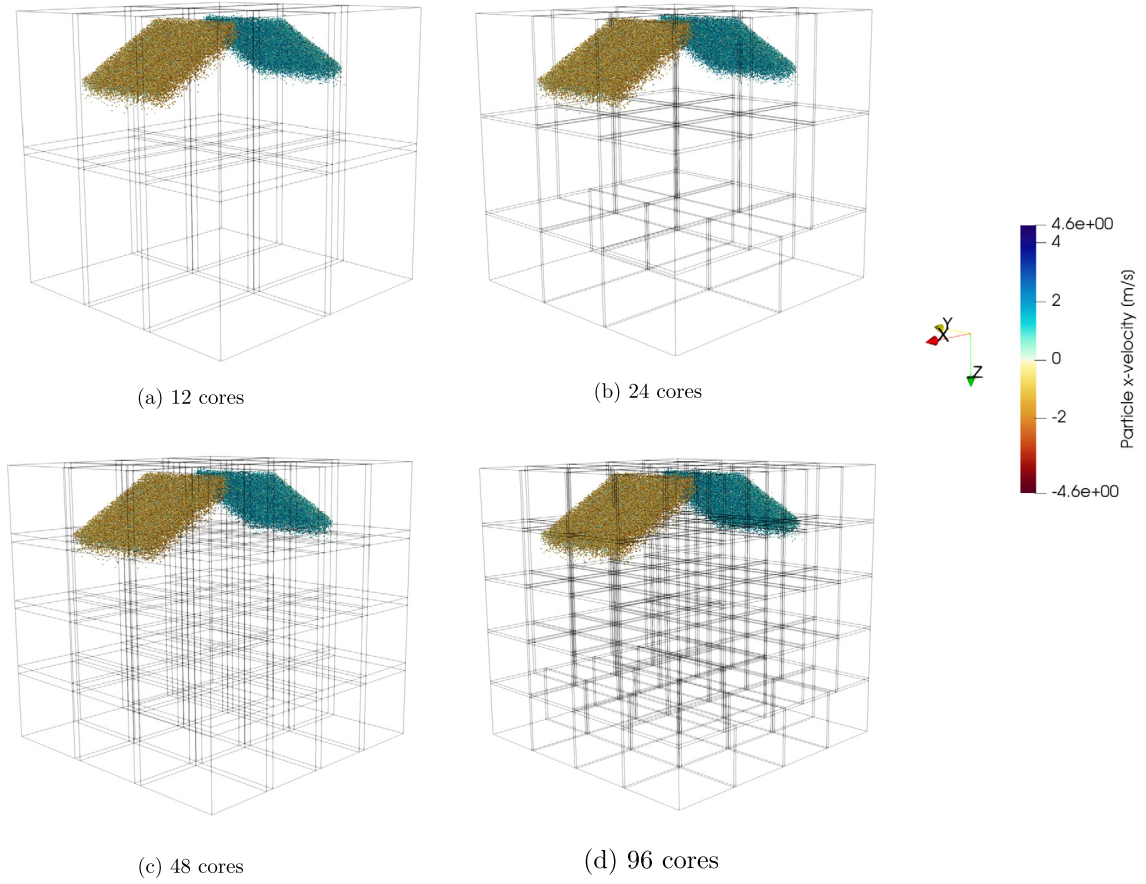 (a) 12 cores
(b) 24 cores
Y
X
Z
4.6e+00
4
2
0
-2
-4.6e+00
Particle x-velocity (m/s)
(c) 48 cores
(d) 96 cores